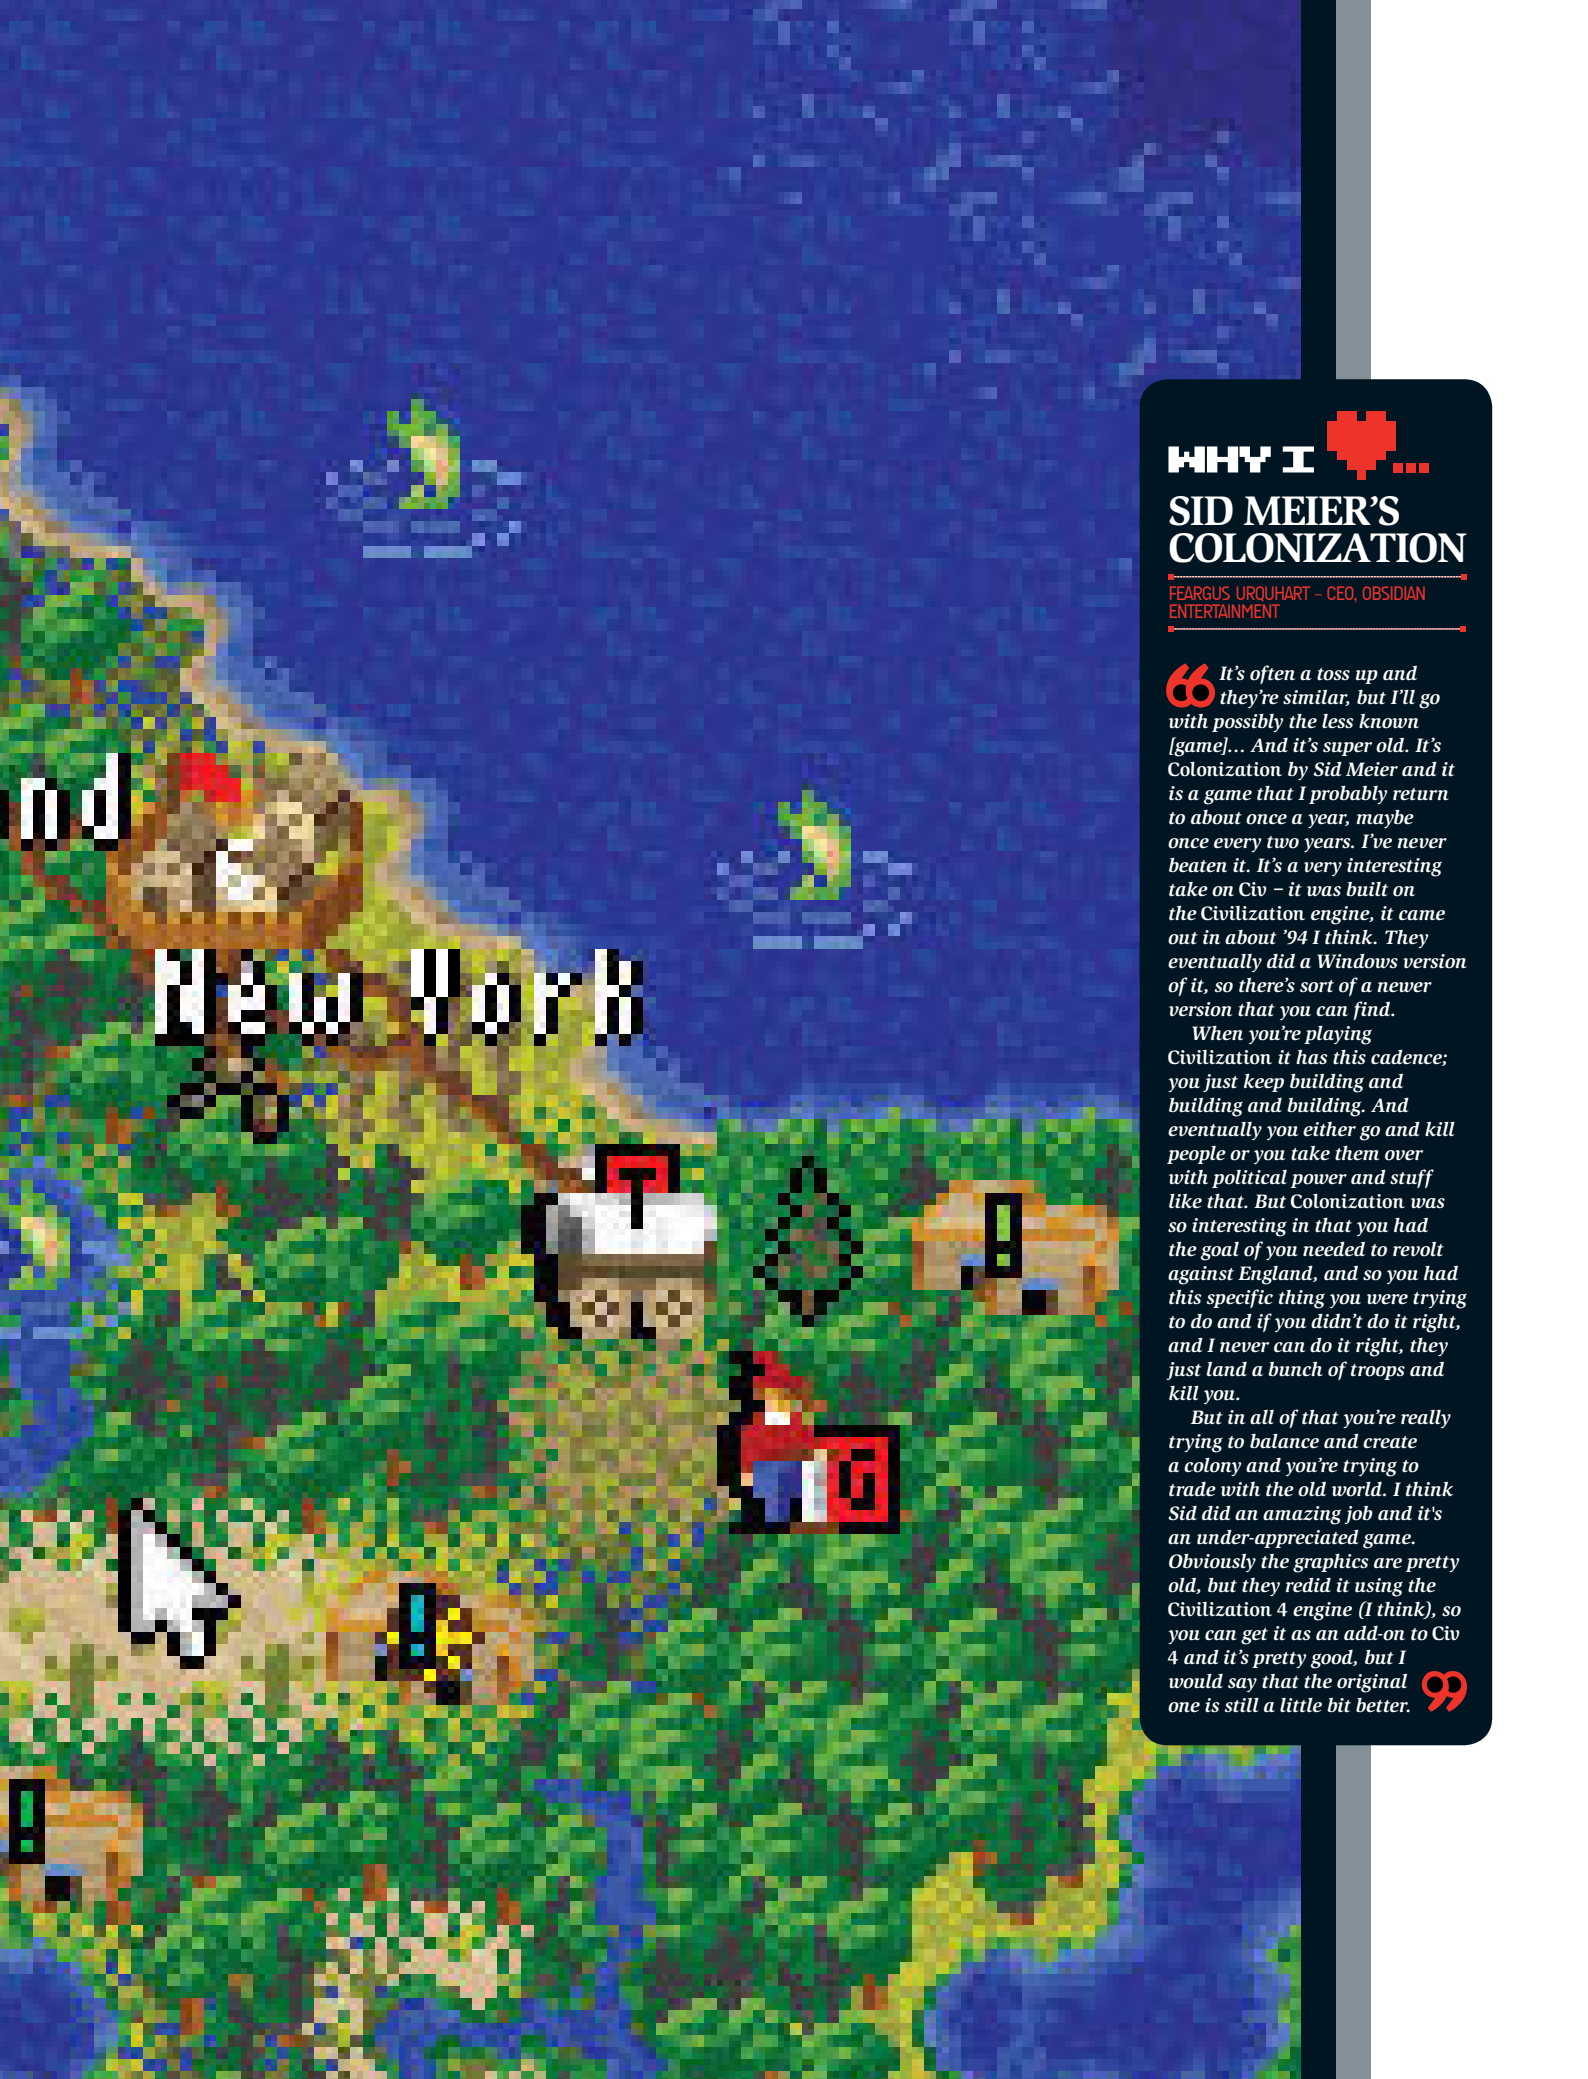 WHY I ...
SID MEIER'S
COLONIZATION
FEARGUS URQUHART – CEO, OBSIDIAN
ENTERTAINMENT
“It's often a toss up and
they're similar, but I'll go
with possibly the less known
[game]... And it's super old. It's
Colonization by Sid Meier and it
is a game that I probably return
to about once a year, maybe
once every two years. I've never
beaten it. It's a very interesting
take on Civ – it was built on
the Civilization engine, it came
out in about '94 I think. They
eventually did a Windows version
of it, so there's sort of a newer
version that you can find.
When you're playing
Civilization it has this cadence;
you just keep building and
building and building. And
eventually you either go and kill
people or you take them over
with political power and stuff
like that. But Colonization was
so interesting in that you had
the goal of you needed to revolt
against England, and so you had
this specific thing you were trying
to do and if you didn't do it right,
and I never can do it right, they
just land a bunch of troops and
kill you.
But in all of that you're really
trying to balance and create
a colony and you're trying to
trade with the old world. I think
Sid did an amazing job and it's
an under-appreciated game.
Obviously the graphics are pretty
old, but they redid it using the
Civilization 4 engine (I think), so
you can get it as an add-on to Civ
4 and it's pretty good, but I
would say that the original
one is still a little bit better.”
nd
6
New York
T
!
G
!
!